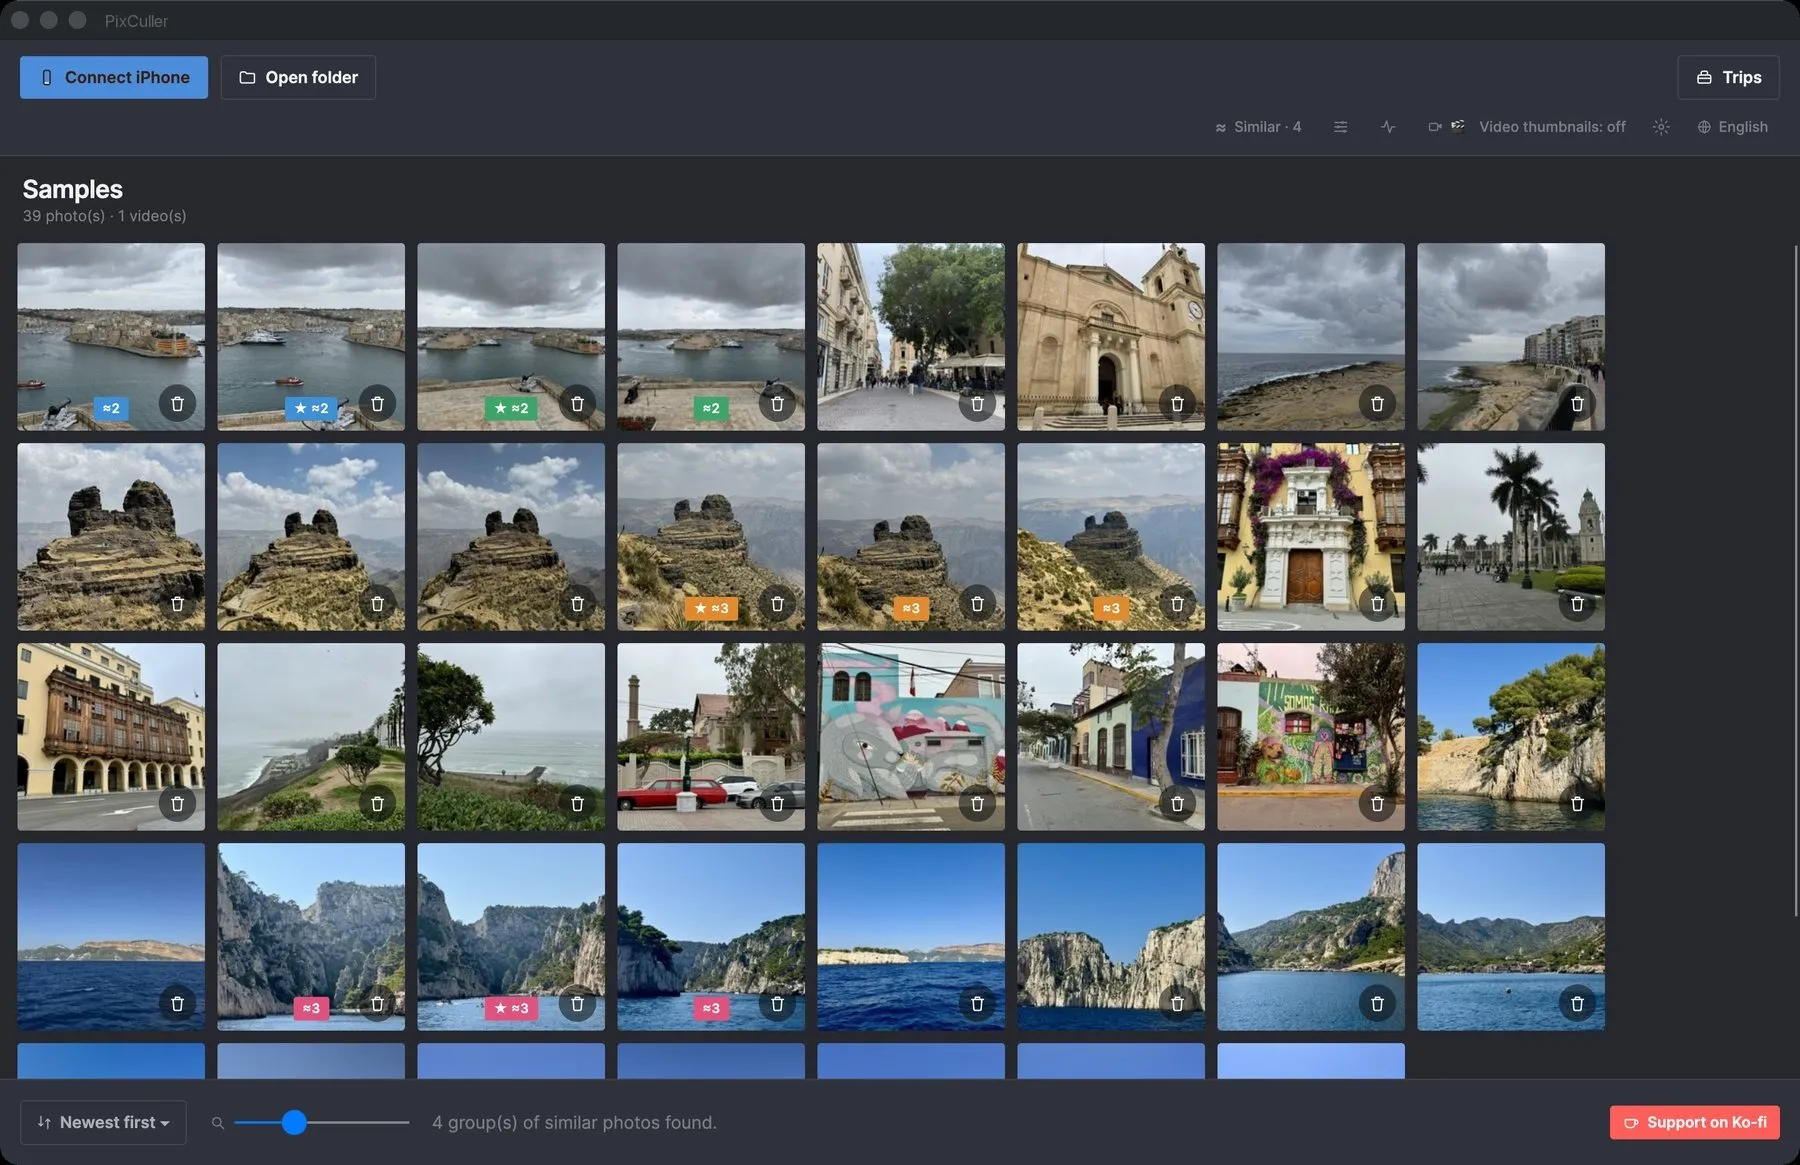 PixCuller
Connect iPhone
Open folder
Trips
≈ Similar · 4
Video thumbnails: off
English
Samples
39 photo(s) · 1 video(s)
≈2
★ ≈2
★ ≈2
≈2
★ ≈3
≈3
≈3
SOMOS
≈3
★ ≈3
≈3
Newest first
4 group(s) of similar photos found.
Support on Ko-fi